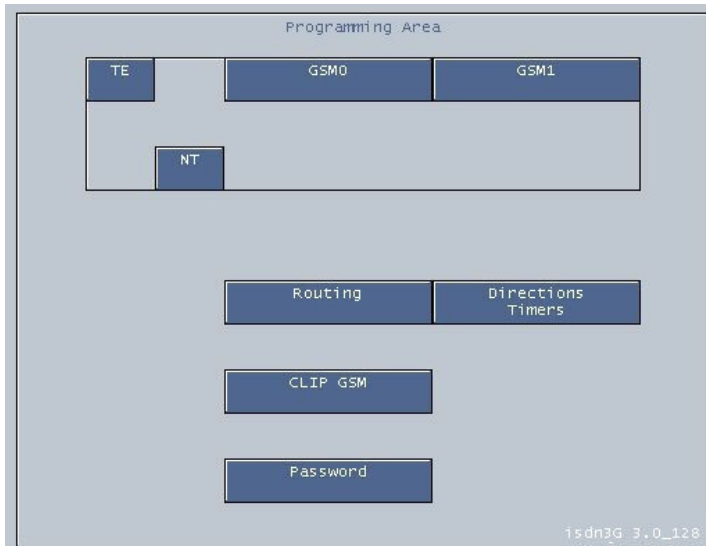 Programming Area
TE
GSM0
GSM1
NT
Routing
Directions
Timers
CLIP GSM
Password
isdn3G 3.0_128